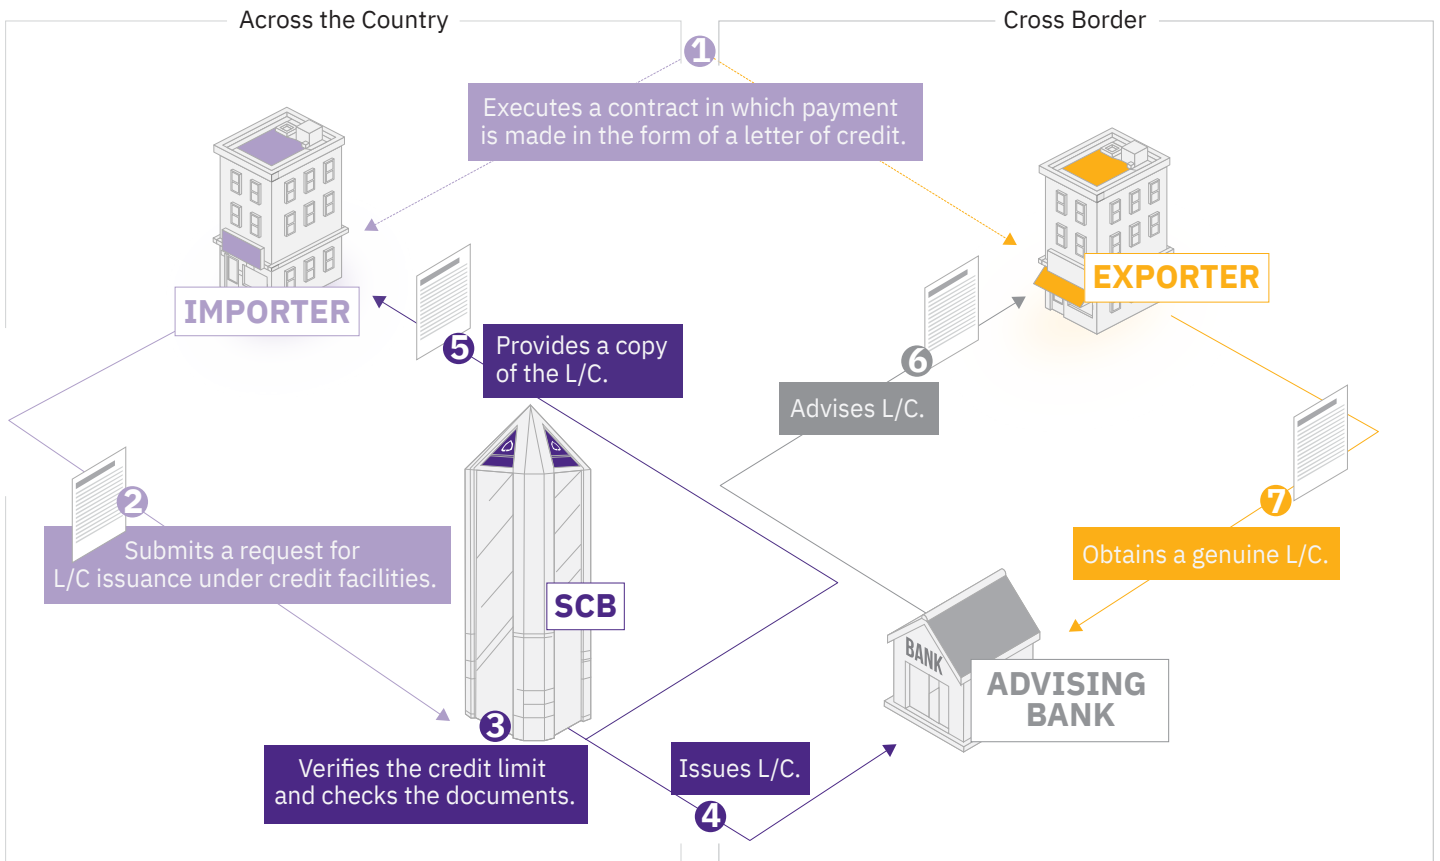 Across the Country
Cross Border
1
Executes a contract in which payment
is made in the form of a letter of credit.
IMPORTER
EXPORTER
5
Provides a copy
of the L/C.
6
Advises L/C.
2
Submits a request for
L/C issuance under credit facilities.
7
Obtains a genuine L/C.
SCB
BANK
ADVISING
BANK
3
Verifies the credit limit
and checks the documents.
Issues L/C.
4